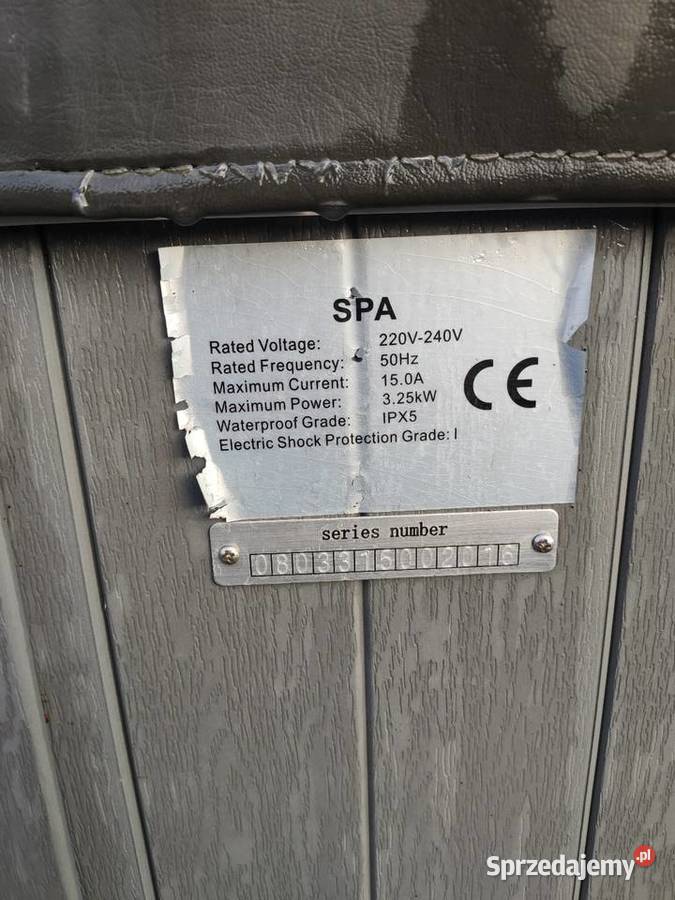 SPA
Rated Voltage: 220V-240V
Rated Frequency: 50Hz
Maximum Current: 15.0A
Maximum Power: 3.25kW
Waterproof Grade: IPX5
Electric Shock Protection Grade: I
CE
series number
0803315002016
Sprzedajemy.pl